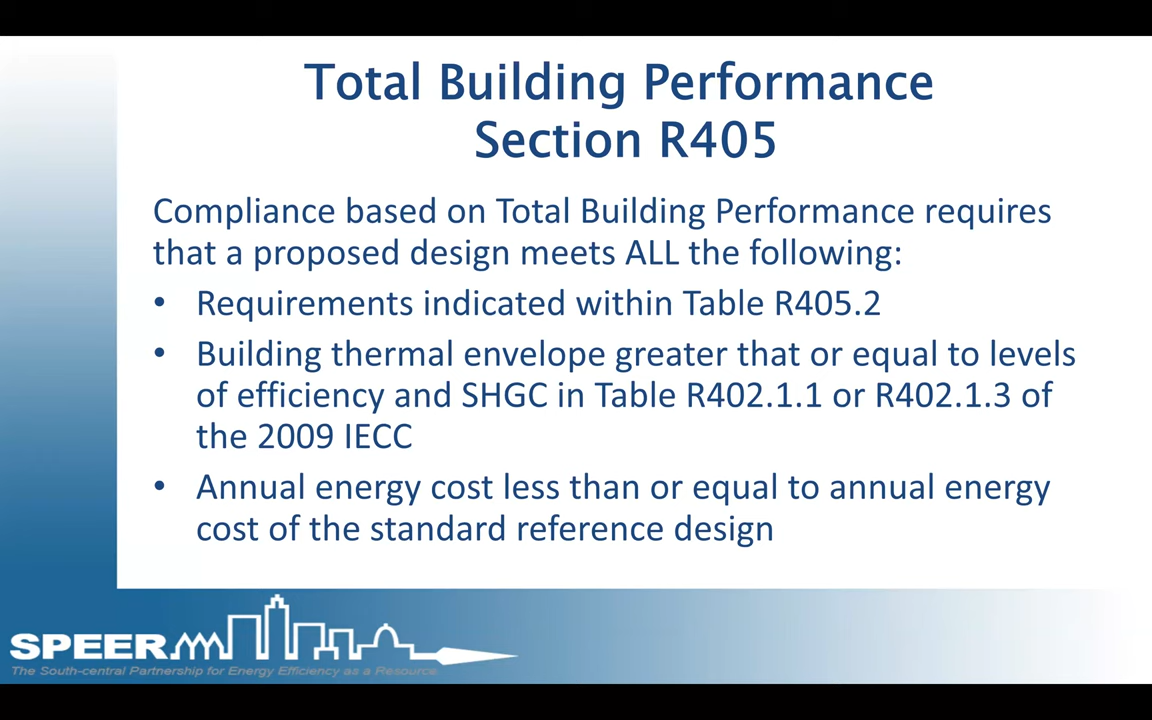 Total Building Performance
Section R405
Compliance based on Total Building Performance requires
that a proposed design meets ALL the following:
• Requirements indicated within Table R405.2
• Building thermal envelope greater that or equal to levels
of efficiency and SHGC in Table R402.1.1 or R402.1.3 of
the 2009 IECC
• Annual energy cost less than or equal to annual energy
cost of the standard reference design
SPEER
The South-central Partnership for Energy Efficiency as a Resource